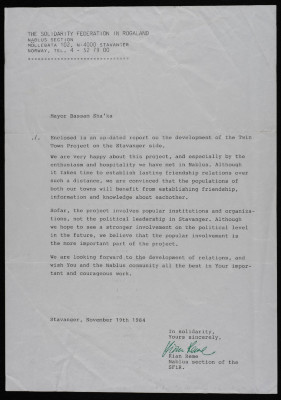 THE SOLIDARITY FEDERATION IN ROGALAND
NABLUS SECTION
MØLLEGATA 102, N-4000 STAVANGER
NORWAY, TEL. 4 - 52 79 00
Mayor Bassam Sha'ka
Enclosed is an up-dated report on the development of the Twin
Town Project on the Stavanger side.
We are very happy about this project, and especially by the
enthusiasm and hospitality we have met in Nablus. Although
it takes time to establish lasting friendship relations over
such a distance, we are convinced that the populations of
both our towns will benefit from establishing friendship,
information and knowledge about eachother.
Sofar, the project involves popular institutions and organiza-
tions, not the political leadership in Stavanger. Although
we hope to see a stronger involvement on the political level
in the future, we believe that the popular involvement is
the more important part of the project.
We are looking forward to the development of relations, and
wish You and the Nablus community all the best in Your impor-
tant and courageous work.
Stavanger, November 19th 1984
In solidarity,
Yours sincerely,
Nablus section of the